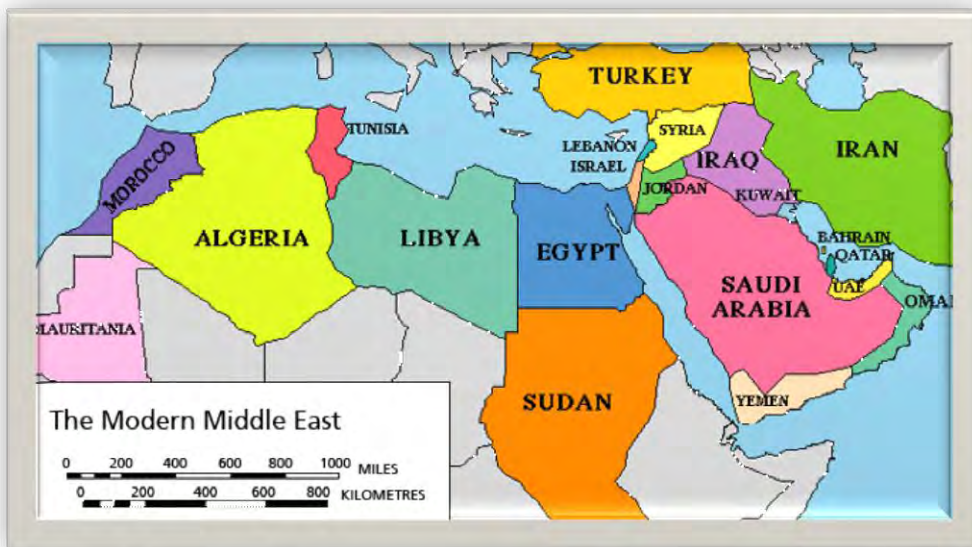 TURKEY
TUNISIA
SYRIA
LEBANON
ISRAEL
IRAQ
IRAN
MOROCCO
JORDAN
KUWAIT
ALGERIA
LIBYA
EGYPT
BAHRAIN
QATAR
SAUDI
ARABIA
UAE
OMAN
MAURITANIA
SUDAN
YEMEN
The Modern Middle East
0 200 400 600 800 1000 MILES
0 200 400 600 800 KILOMETRES